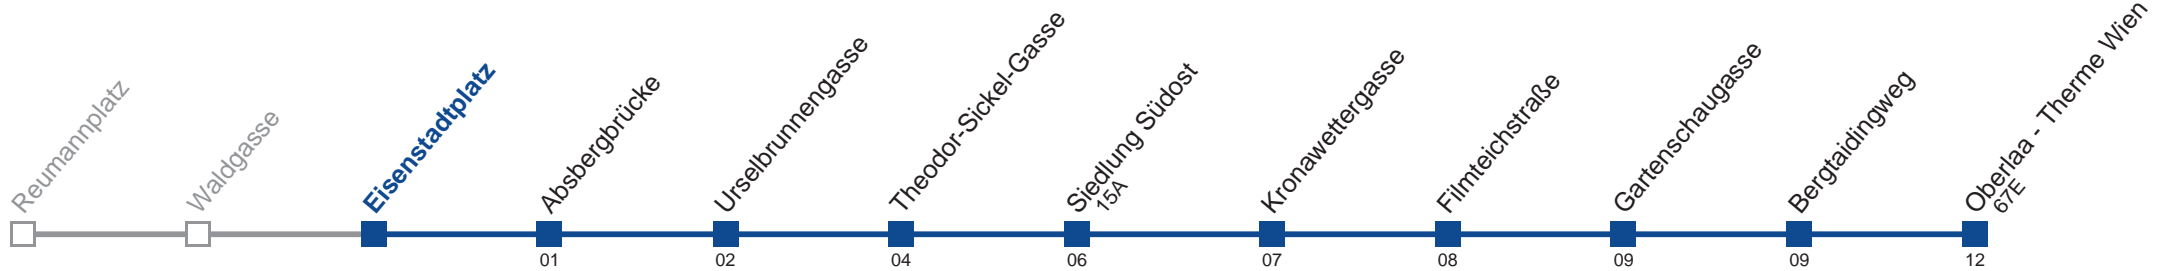 Reumannplatz
Waldgasse
Eisenstadtplatz
Absbergbrücke
Urselbrunnengasse
Theodor-Sickel-Gasse
Siedlung Südost
15A
Kronawettergasse
Filmteichstraße
Gartenschaugasse
Bergtaidingweg
Oberlaa - Therme Wien
67E
01
02
04
06
07
08
09
09
12